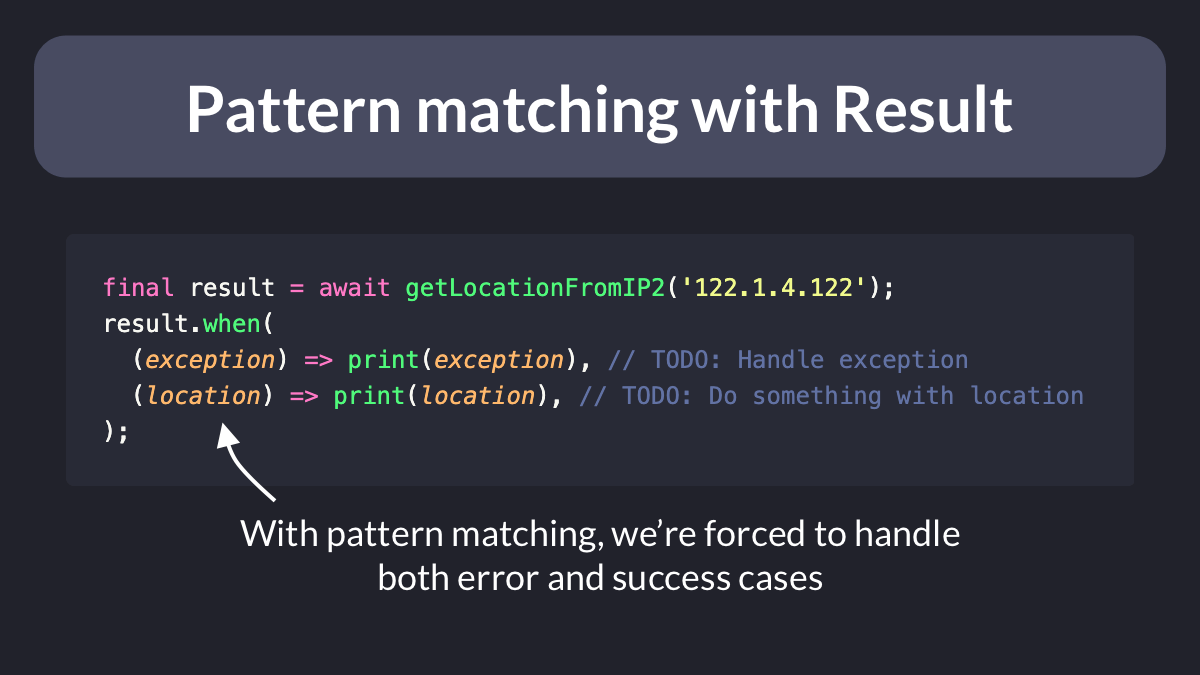 Pattern matching with Result
final result = await getLocationFromIP2('122.1.4.122');
result.when(
  (exception) => print(exception), // TODO: Handle exception
  (location) => print(location), // TODO: Do something with location
);
With pattern matching, we’re forced to handle
both error and success cases